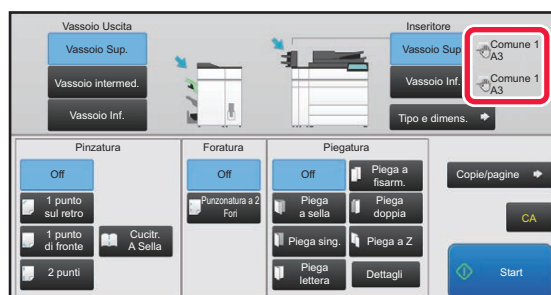 Vassoio Uscita
Inseritore
Vassoio Sup.
Vassoio Sup
Comune 1
A3
Vassoio intermed.
Vassoio Inf.
Comune 1
A3
Vassoio Inf.
Tipo e dimens.
Pinzatura
Foratura
Piegatura
Off
Off
Off
Piega a
fisarm.
Copie/pagine
1 punto
sul retro
Punzonatura a 2
Fori
Piega
a sella
Piega
doppia
CA
1 punto
di fronte
Cucitr.
A Sella
Piega sing.
Piega a Z
2 punti
Piega
lettera
Dettagli
Start